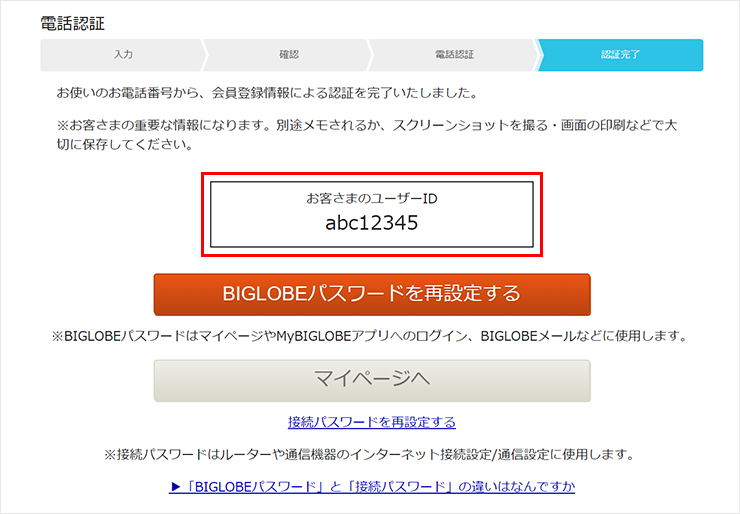 電話認証
入力
確認
電話認証
認証完了
お使いのお電話番号から、会員登録情報による認証を完了いたしました。
※お客さまの重要な情報になります。別途メモされるか、スクリーンショットを撮る・画面の印刷などで大
切に保存してください。
お客さまのユーザーID
abc12345
BIGLOBEパスワードを再設定する
※BIGLOBEパスワードはマイページやMyBIGLOBEアプリへのログイン、BIGLOBEメールなどに使用します。
マイページへ
接続パスワードを再設定する
※接続パスワードはルーターや通信機器のインターネット接続設定/通信設定に使用します。
▶「BIGLOBEパスワード」と「接続パスワード」の違いはなんですか